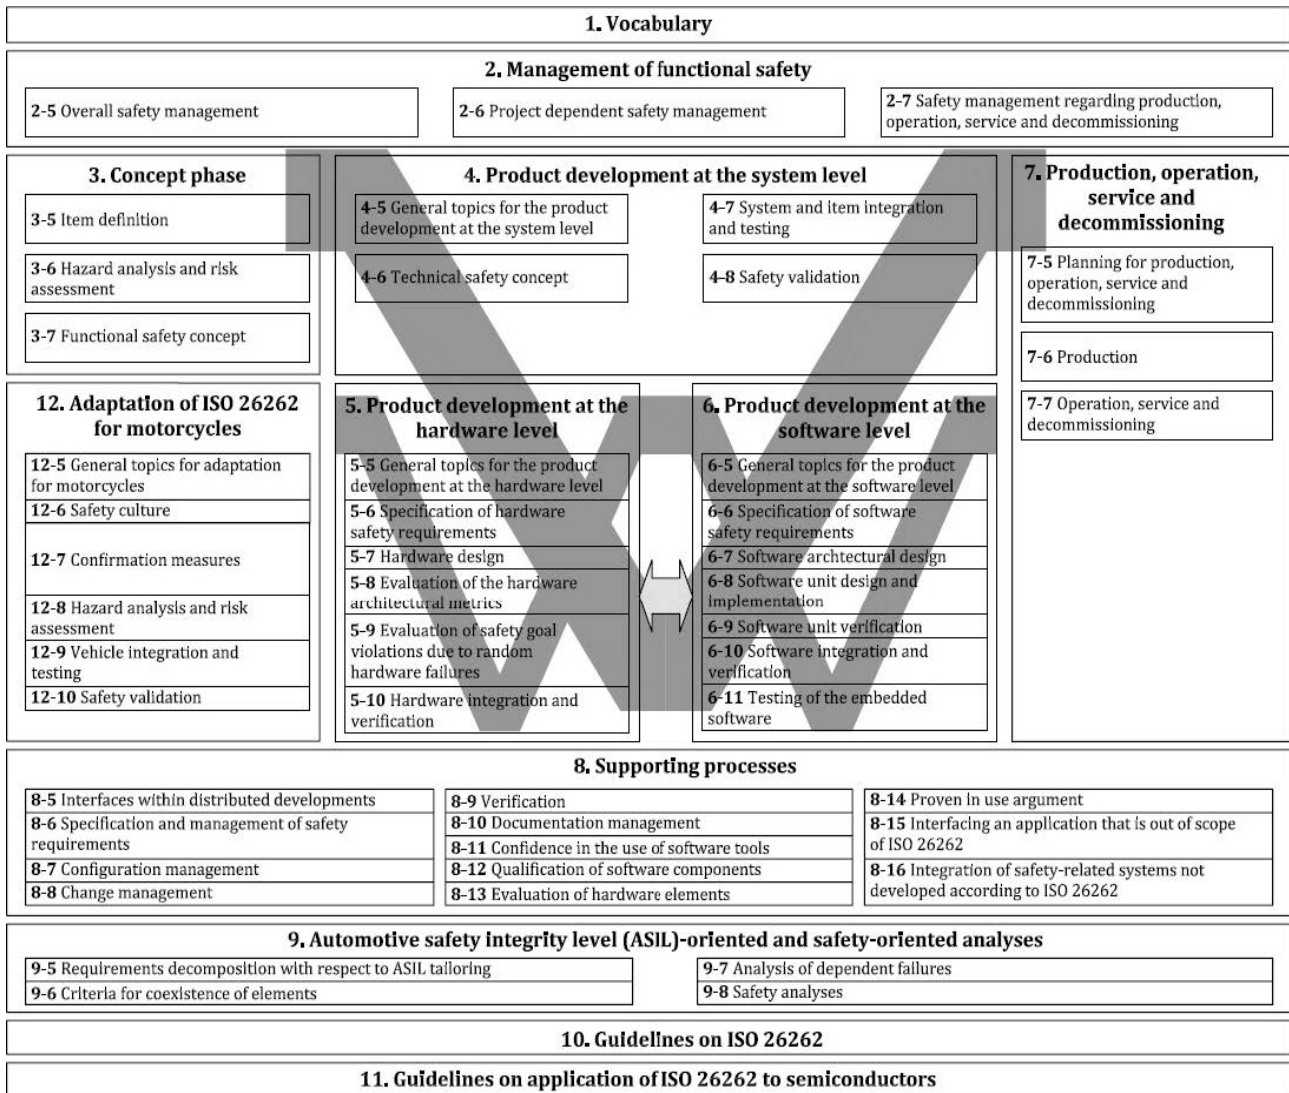 1. Vocabulary
2. Management of functional safety
2-5 Overall safety management
2-6 Project dependent safety management
2-7 Safety management regarding production,
operation, service and decommissioning
3. Concept phase
3-5 Item definition
3-6 Hazard analysis and risk
assessment
3-7 Functional safety concept
4. Product development at the system level
4-5 General topics for the product
development at the system level
4-6 Technical safety concept
4-7 System and item integration
and testing
4-8 Safety validation
7. Production, operation,
service and
decommissioning
7-5 Planning for production,
operation, service and
decommissioning
7-6 Production
7-7 Operation, service and
decommissioning
12. Adaptation of ISO 26262
for motorcycles
12-5 General topics for adaptation
for motorcycles
12-6 Safety culture
12-7 Confirmation measures
12-8 Hazard analysis and risk
assessment
12-9 Vehicle integration and
testing
12-10 Safety validation
5. Product development at the
hardware level
5-5 General topics for the product
development at the hardware level
5-6 Specification of hardware
safety requirements
5-7 Hardware design
5-8 Evaluation of the hardware
architectural metrics
5-9 Evaluation of safety goal
violations due to random
hardware failures
5-10 Hardware integration and
verification
6. Product development at the
software level
6-5 General topics for the product
development at the software level
6-6 Specification of software
safety requirements
6-7 Software archtectural design
6-8 Software unit design and
implementation
6-9 Software unit verification
6-10 Software integration and
verification
6-11 Testing of the embedded
software
8. Supporting processes
8-5 Interfaces within distributed developments
8-6 Specification and management of safety
requirements
8-7 Configuration management
8-8 Change management
8-9 Verification
8-10 Documentation management
8-11 Confidence in the use of software tools
8-12 Qualification of software components
8-13 Evaluation of hardware elements
8-14 Proven in use argument
8-15 Interfacing an application that is out of scope
of ISO 26262
8-16 Integration of safety-related systems not
developed according to ISO 26262
9. Automotive safety integrity level (ASIL)-oriented and safety-oriented analyses
9-5 Requirements decomposition with respect to ASIL tailoring
9-6 Criteria for coexistence of elements
9-7 Analysis of dependent failures
9-8 Safety analyses
10. Guidelines on ISO 26262
11. Guidelines on application of ISO 26262 to semiconductors